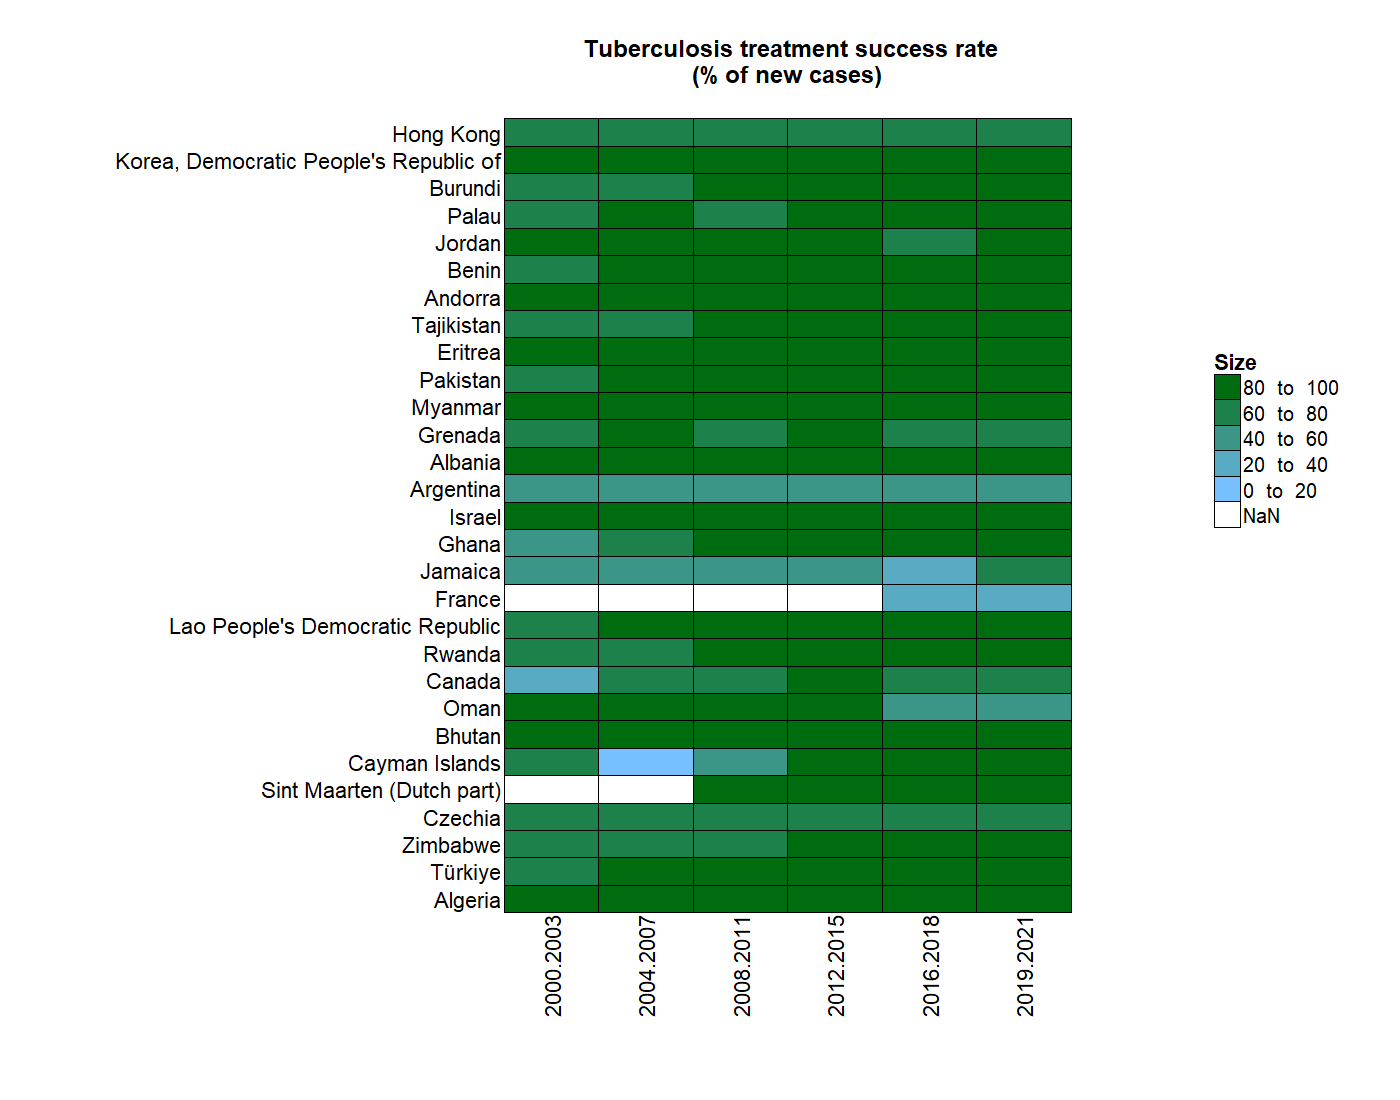 Tuberculosis treatment success rate
(% of new cases)
Hong Kong
Korea, Democratic People's Republic of
Burundi
Palau
Jordan
Benin
Andorra
Tajikistan
Eritrea
Pakistan
Myanmar
Grenada
Albania
Argentina
Israel
Ghana
Jamaica
France
Lao People's Democratic Republic
Rwanda
Canada
Oman
Bhutan
Cayman Islands
Sint Maarten (Dutch part)
Czechia
Zimbabwe
Türkiye
Algeria
2000.2003
2004.2007
2008.2011
2012.2015
2016.2018
2019.2021
Size
80 to 100
60 to 80
40 to 60
20 to 40
0 to 20
NaN